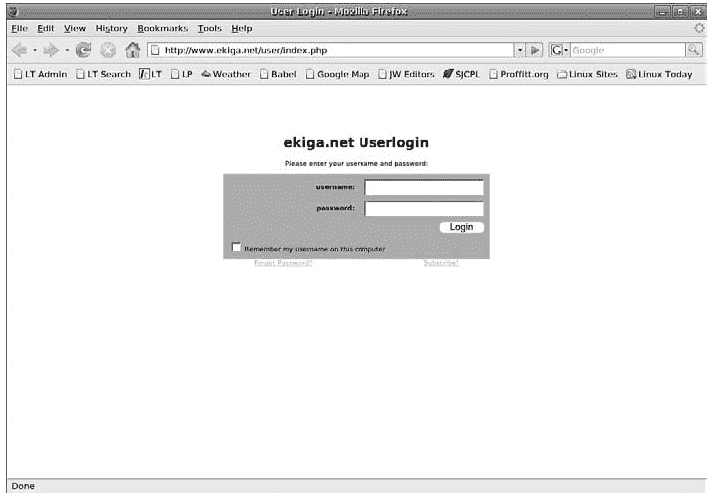 User Login - Mozilla Firefox
File Edit View History Bookmarks Tools Help
http://www.ekiga.net/user/index.php G Google
LT Admin LT Search LT LP Weather Babel Google Map JW Editors SJCPL Proffitt.org Linux Sites Linux Today
ekiga.net Userlogin
Please enter your username and password:
username:
password:
Login
Remember my username on this computer
Forgot Password? Subscribe!
Done